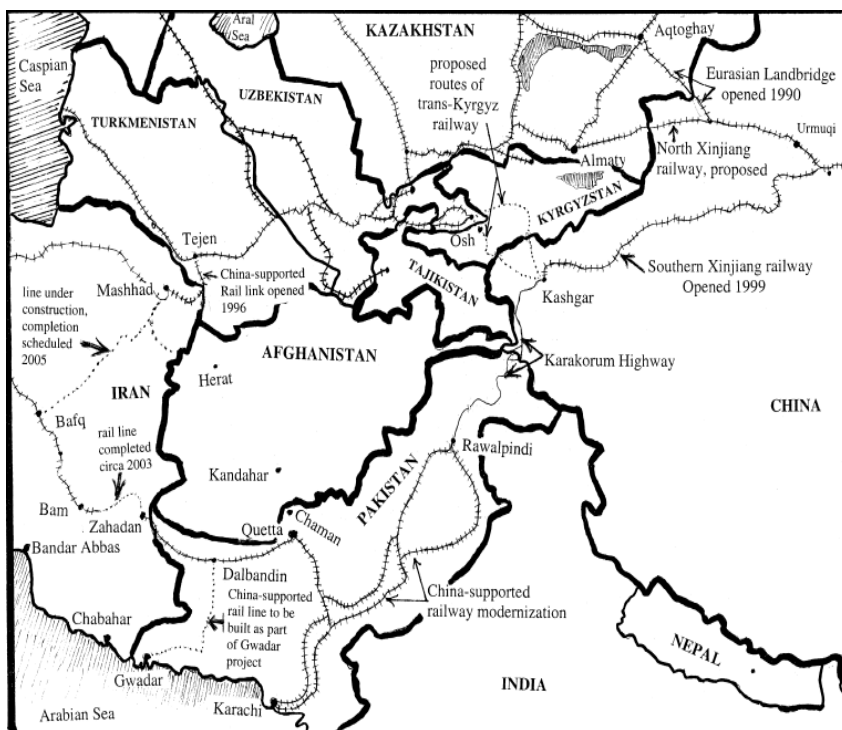 Aral
Sea
KAZAKHSTAN
Aqtoghay
Caspian
Sea
proposed
routes of
trans-Kyrgyz
railway
Eurasian Landbridge
opened 1990
UZBEKISTAN
TURKMENISTAN
Urmuqi
Almaty
North Xinjiang
railway, proposed
KYRGYZSTAN
Osh
Tejen
TAJIKISTAN
Southern Xinjiang railway
Opened 1999
China-supported
Rail link opened
1996
Mashhad
Kashgar
line under
construction,
completion
scheduled
2005
AFGHANISTAN
Karakorum Highway
Herat
IRAN
CHINA
Bafq
rail line
completed
circa 2003
Rawalpindi
Kandahar
PAKISTAN
Bam
Zahadan
Chaman
Quetta
Bandar Abbas
Dalbandin
China-supported
rail line to be
built as part
of Gwadar
project
China-supported
railway modernization
Chabahar
NEPAL
Gwadar
INDIA
Karachi
Arabian Sea